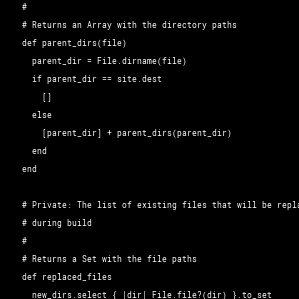 #
# Returns an Array with the directory paths
def parent_dirs(file)
parent_dir = File.dirname(file)
if parent_dir == site.dest
[]
else
[parent_dir] + parent_dirs(parent_dir)
end
end
# Private: The list of existing files that will be repla
# during build
#
# Returns a Set with the file paths
def replaced_files
new_dirs.select { |dir| File.file?(dir) }.to_set